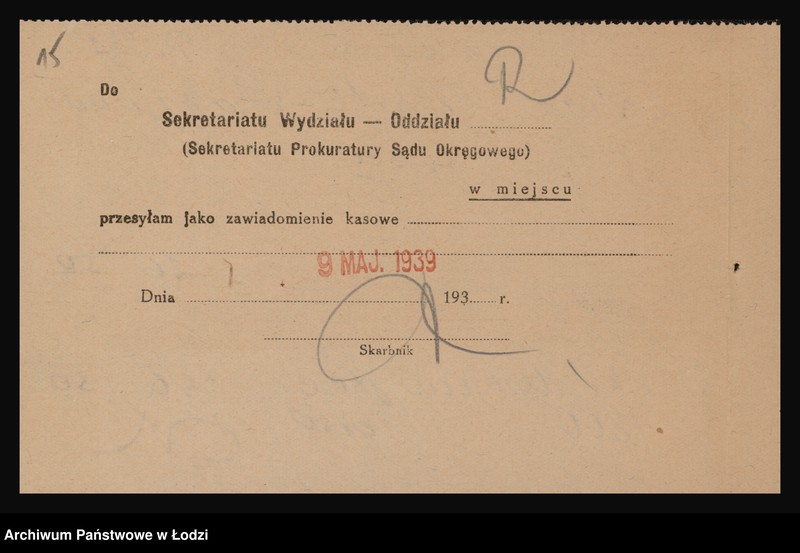 15
R
Do
Sekretariatu Wydziału — Oddziału ..........
(Sekretariatu Prokuratury Sądu Okręgowego)
w miejscu
przesyłam jako zawiadomienie kasowe ..........
9 MAJ. 1939
Dnia .......... 193...... r.
Skarbnik
Archiwum Państwowe w Łodzi